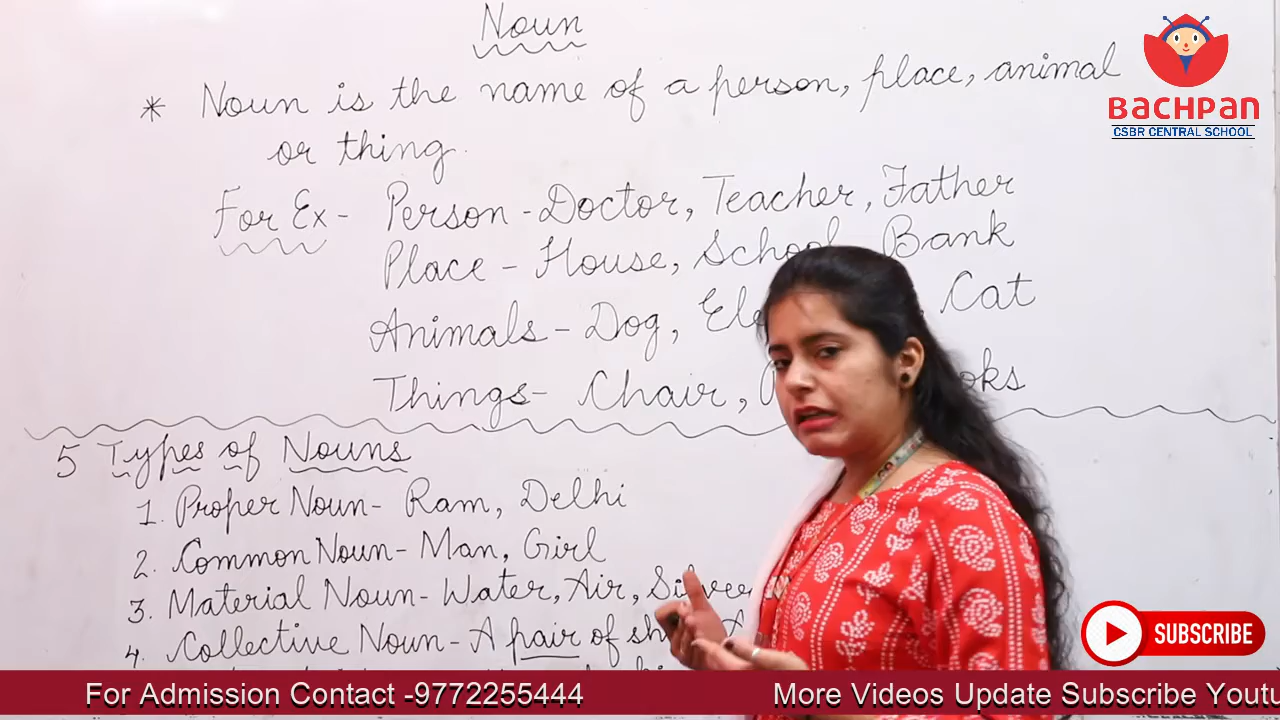 Noun
* Noun is the name of a person, place, animal
or thing.
For Ex- Person - Doctor, Teacher, Father
Place - House, School Bank
Animals - Dog, Cat
Things - Chair,
5 Types of Nouns
1. Proper Noun- Ram, Delhi
2. Common Noun- Man, Girl
3. Material Noun- Water, Air, Silver
4. Collective Noun- A pair of
BACHPAN
CSBR CENTRAL SCHOOL
SUBSCRIBE
For Admission Contact -9772255444 More Videos Update Subscribe